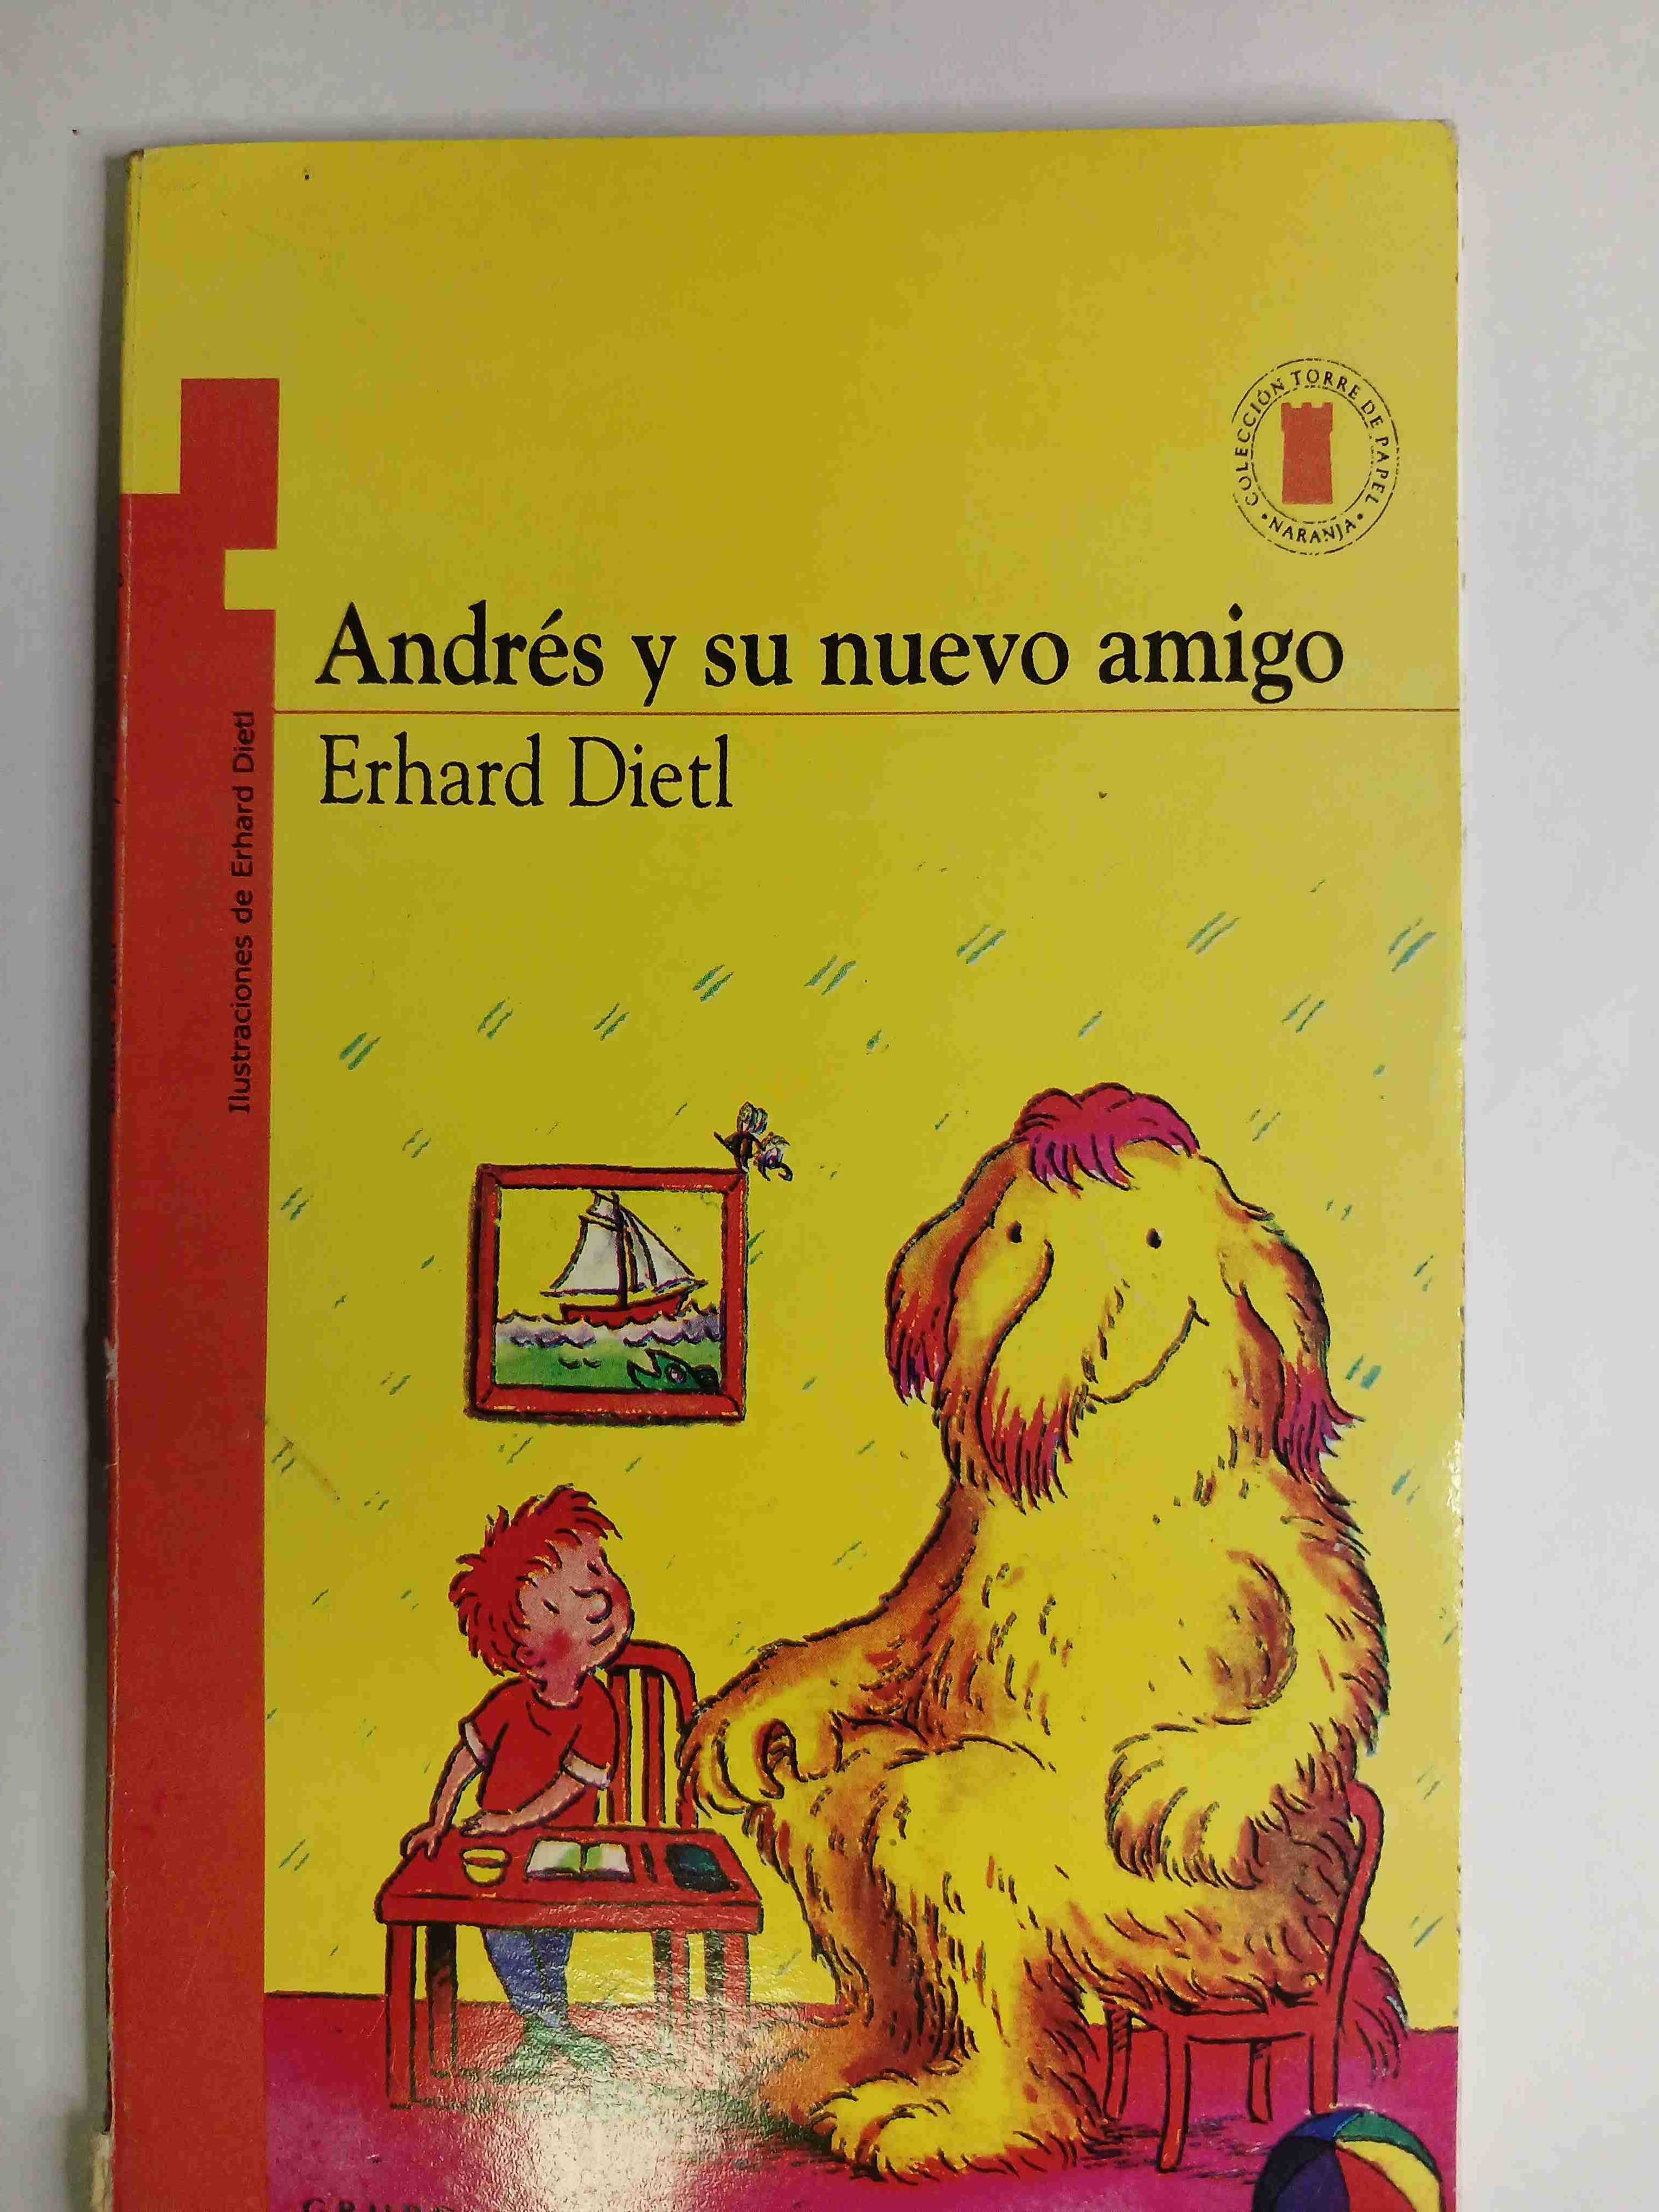 COLECCIÓN TORRE DE PAPEL
• NARANJA •
Andrés y su nuevo amigo
Erhard Dietl
Ilustraciones de Erhard Dietl